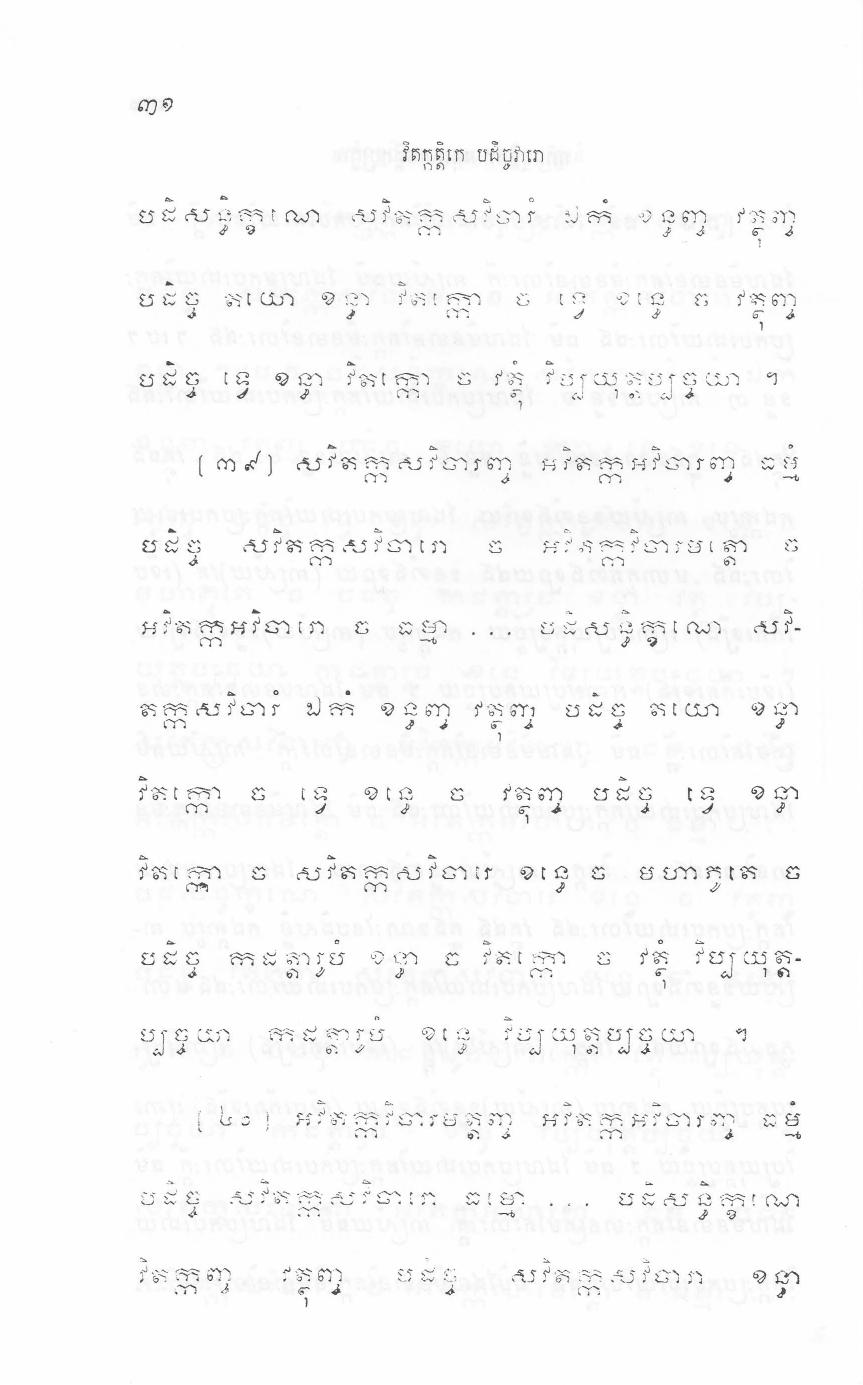 ៣១
វិតក្កត្តិកេ បដិច្ចវារោ
បដិសន្ធិក្ខណេ សវិតក្កសវិចារំ ឯកំ ខន្ធញ្ច វត្ថុញ្ច
បដិច្ច តយោ ខន្ធា វិតក្កោ ច ទ្វេ ខន្ធេ ច វត្ថុញ្ច
បដិច្ច ទ្វេ ខន្ធា វិតក្កោ ច វត្ថុំ វិប្បយុត្តប្បច្ចយា ។
(៣៩) សវិតក្កសវិចារញ្ច អវិតក្កអវិចារញ្ច ធម្មំ
បដិច្ច សវិតក្កសវិចារោ ច អវិតក្កវិចារមត្តោ ច
អវិតក្កអវិចារោ ច ធម្មា ... បដិសន្ធិក្ខណេ សវិ-
តក្កសវិចារំ ឯកំ ខន្ធញ្ច វត្ថុញ្ច បដិច្ច តយោ ខន្ធា
វិតក្កោ ច ទ្វេ ខន្ធេ ច វត្ថុញ្ច បដិច្ច ទ្វេ ខន្ធា
វិតក្កោ ច សវិតក្កសវិចារេ ខន្ធេ ច មហាភូតេ ច
បដិច្ច កដត្តារូបំ ខន្ធា ច វិតក្កោ ច វត្ថុំ វិប្បយុត្ត-
ប្បច្ចយា កដត្តារូបំ ខន្ធេ វិប្បយុត្តប្បច្ចយា ។
(៤០) អវិតក្កវិចារមត្តញ្ច អវិតក្កអវិចារញ្ច ធម្មំ
បដិច្ច សវិតក្កសវិចារោ ធម្មោ ... បដិសន្ធិក្ខណេ
វិតក្កញ្ច វត្ថុញ្ច បដិច្ច សវិតក្កសវិចារា ខន្ធា